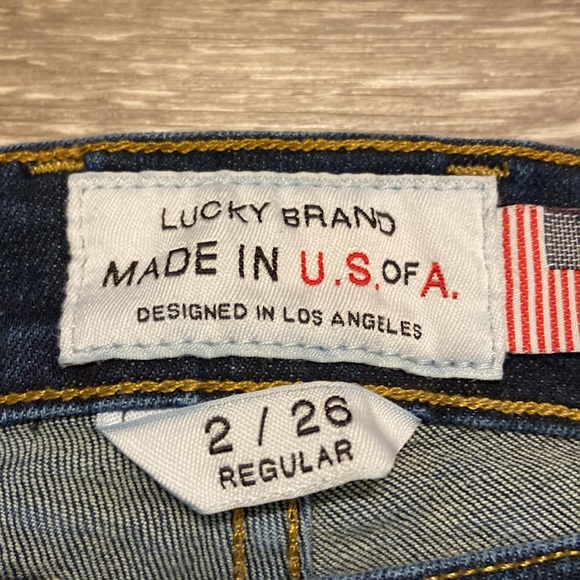 LUCKY BRAND
MADE IN U.S. OF A.
DESIGNED IN LOS ANGELES
2 / 26
REGULAR